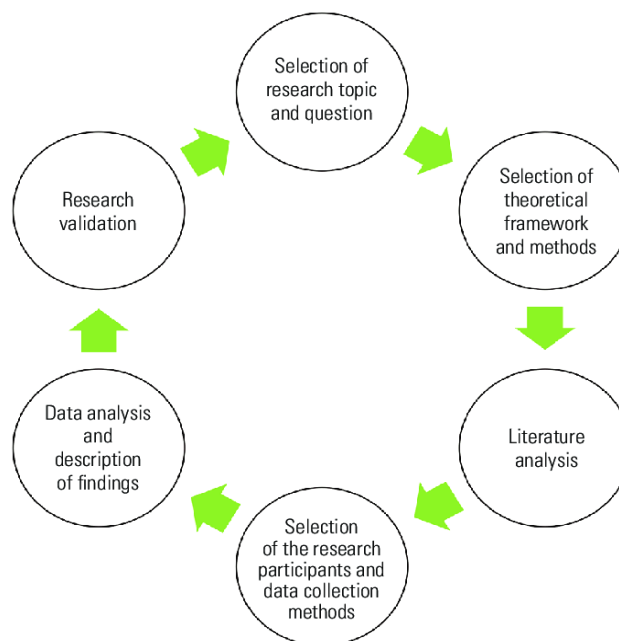 Selection of
research topic
and question
Selection of
theoretical
framework
and methods
Literature
analysis
Selection
of the research
participants and
data collection
methods
Data analysis
and
description
of findings
Research
validation